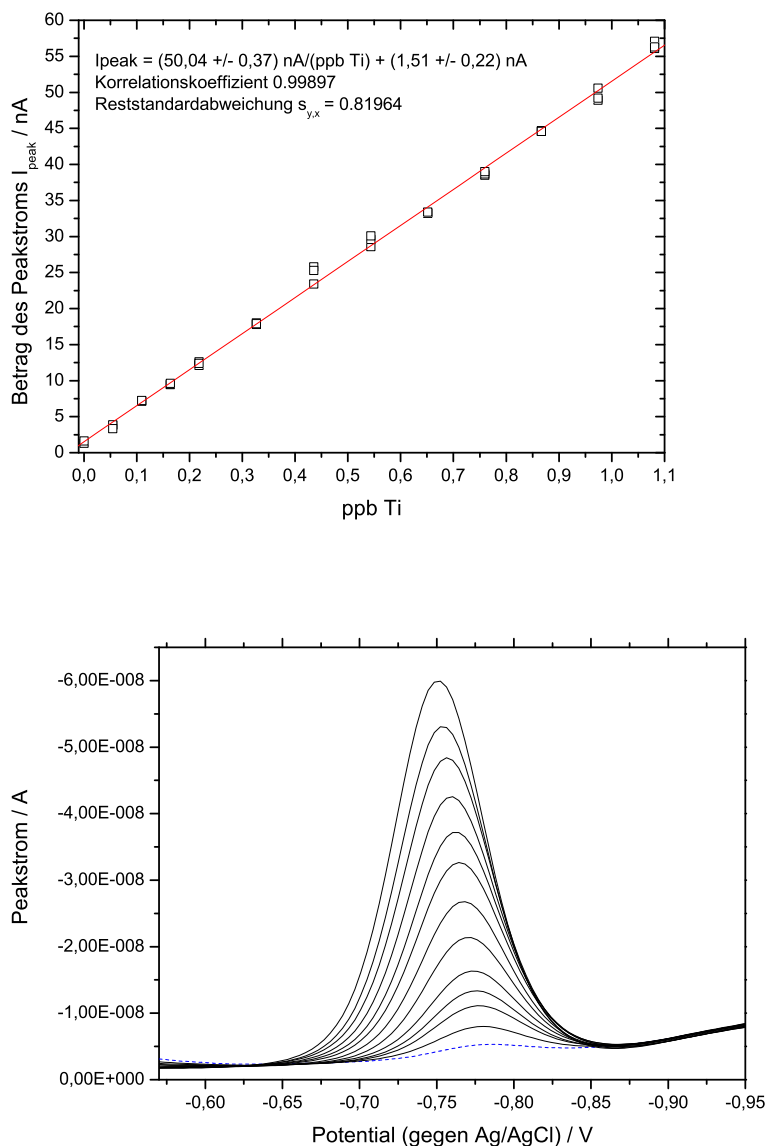 60
55
50
45
40
35
30
25
20
15
10
5
0
Betrag des Peakstroms I_peak / nA
Ipeak = (50,04 +/- 0,37) nA/(ppb Ti) + (1,51 +/- 0,22) nA
Korrelationskoeffizient 0.99897
Reststandardabweichung s_y,x = 0.81964
0,0 0,1 0,2 0,3 0,4 0,5 0,6 0,7 0,8 0,9 1,0 1,1
ppb Ti
-6,00E-008
-5,00E-008
-4,00E-008
-3,00E-008
-2,00E-008
-1,00E-008
0,00E+000
Peakstrom / A
-0,60 -0,65 -0,70 -0,75 -0,80 -0,85 -0,90 -0,95
Potential (gegen Ag/AgCl) / V